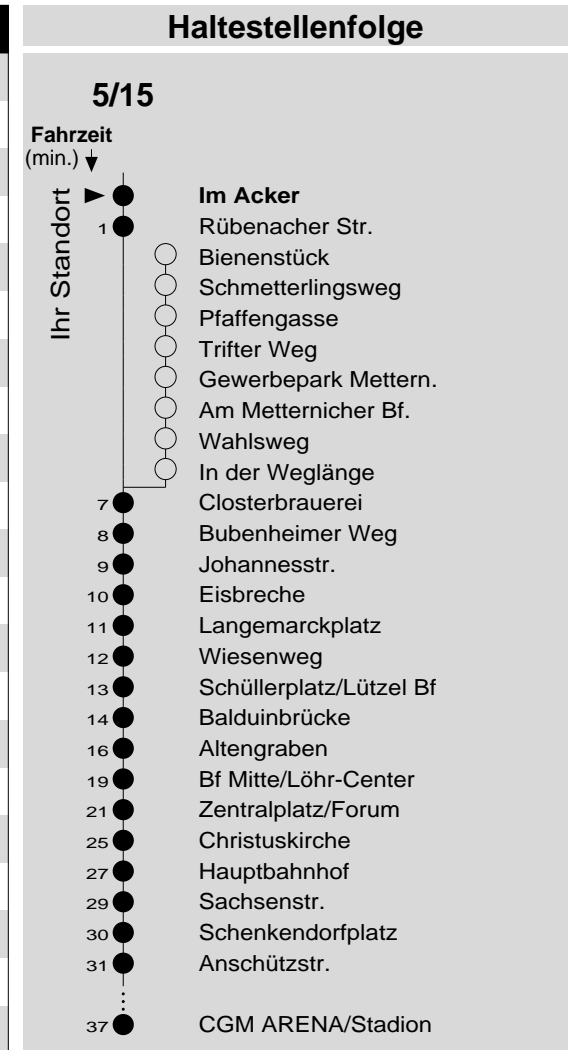 Haltestellenfolge
5/15
Fahrzeit
(min.)
Ihr Standort
Im Acker
1 Rübenacher Str.
Bienenstück
Schmetterlingsweg
Pfaffengasse
Trifter Weg
Gewerbepark Mettern.
Am Metternicher Bf.
Wahlsweg
In der Weglänge
7 Closterbrauerei
8 Bubenheimer Weg
9 Johannesstr.
10 Eisbreche
11 Langemarckplatz
12 Wiesenweg
13 Schüllerplatz/Lützel Bf
14 Balduinbrücke
16 Altengraben
19 Bf Mitte/Löhr-Center
21 Zentralplatz/Forum
25 Christuskirche
27 Hauptbahnhof
29 Sachsenstr.
30 Schenkendorfplatz
31 Anschützstr.
37 CGM ARENA/Stadion